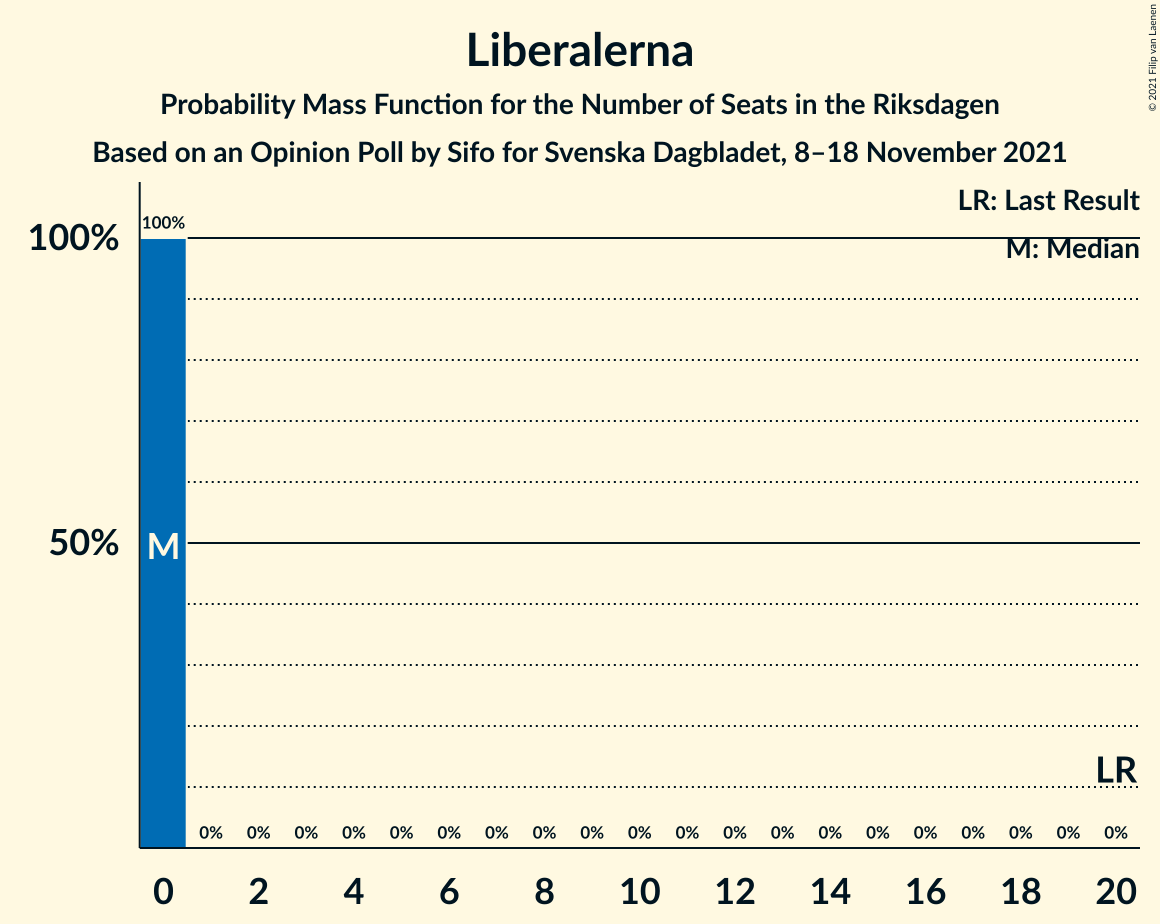 Liberalerna
Probability Mass Function for the Number of Seats in the Riksdagen
Based on an Opinion Poll by Sifo for Svenska Dagbladet, 8–18 November 2021
© 2021 Filip van Laenen
LR: Last Result
M: Median
100%
100%
50%
M
LR
0% 0% 0% 0% 0% 0% 0% 0% 0% 0% 0% 0% 0% 0% 0% 0% 0% 0% 0% 0%
0 2 4 6 8 10 12 14 16 18 20